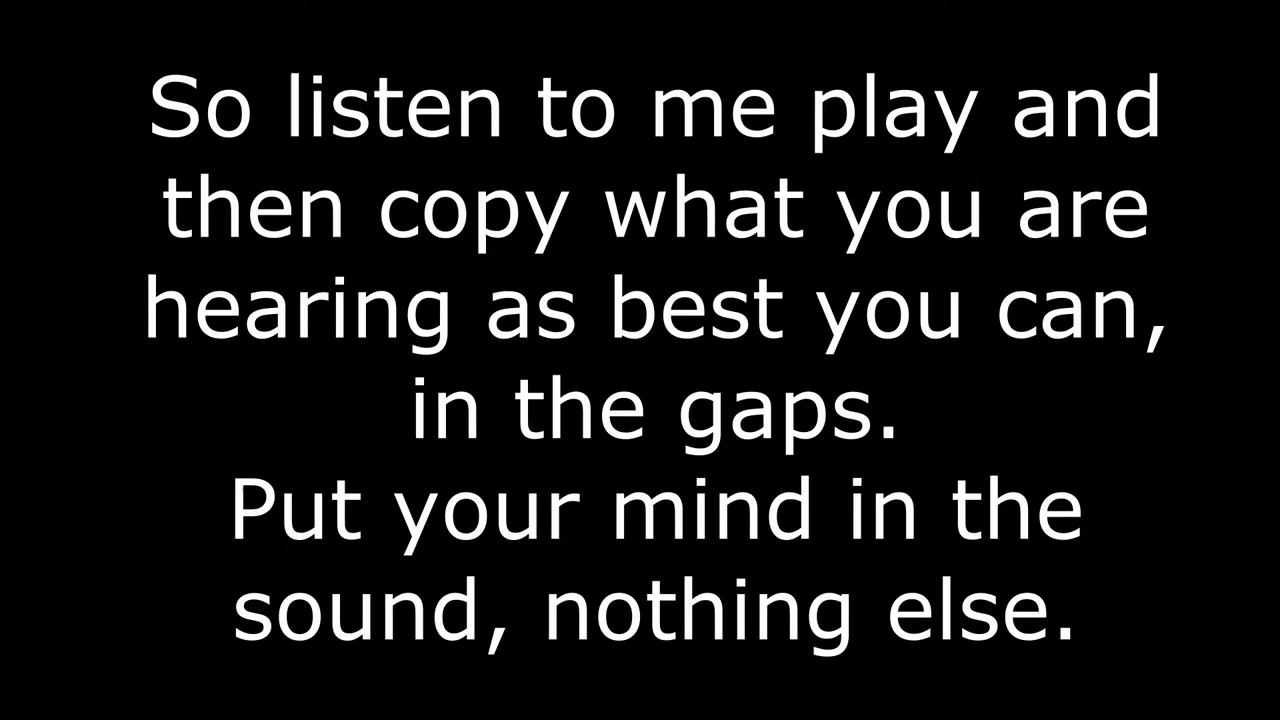 So listen to me play and
then copy what you are
hearing as best you can,
in the gaps.
Put your mind in the
sound, nothing else.